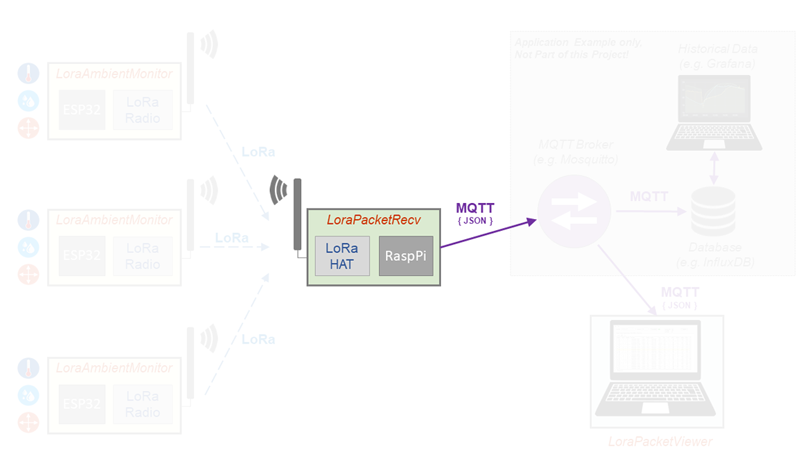 Application: Example only,
Not Part of this Project!
Historical Data
(e.g. Grafana)
LoraAmbientMonitor
ESP32
LoRa
Radio
LoRa
MQTT Broker
(e.g. Mosquitto)
MQTT
Database
(e.g. InfluxDB)
LoraPacketRecv
LoRa
HAT
RaspPi
MQTT
{ JSON }
LoraAmbientMonitor
ESP32
LoRa
Radio
LoRa
MQTT
{ JSON }
LoRa
LoraAmbientMonitor
ESP32
LoRa
Radio
LoraPacketViewer